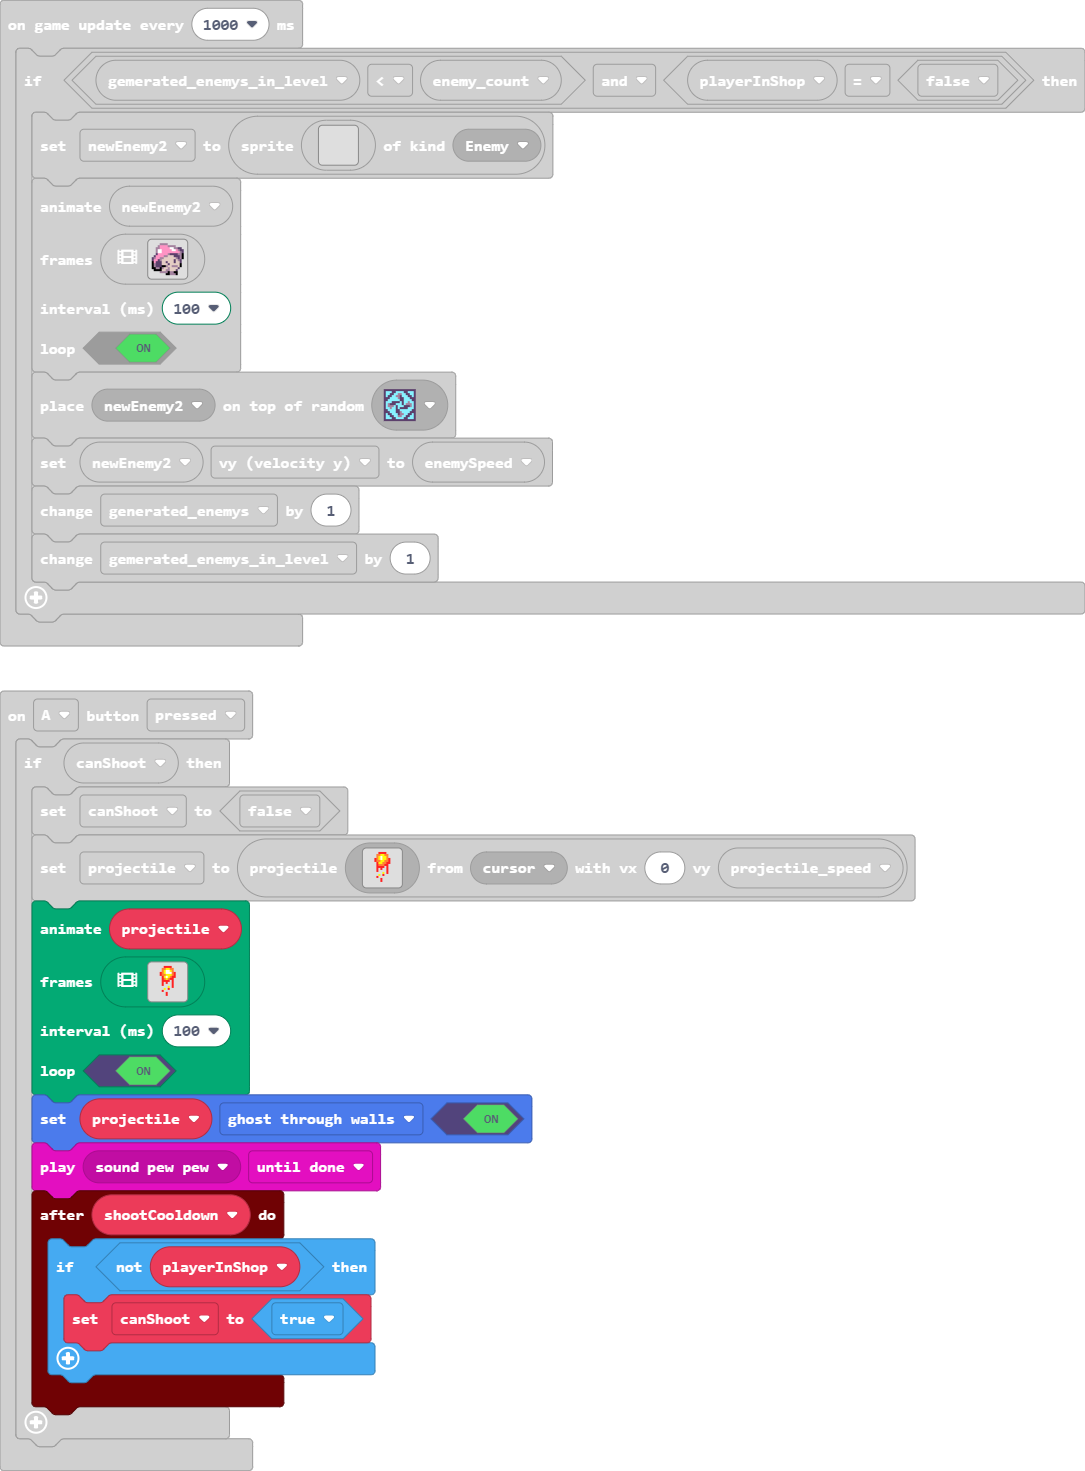 on game update every 1000 ms
if gemerated_enemys_in_level < enemy_count and playerInShop = false then
set newEnemy2 to sprite of kind Enemy
animate newEnemy2
frames
interval (ms) 100
loop ON
place newEnemy2 on top of random
set newEnemy2 vy (velocity y) to enemySpeed
change generated_enemys by 1
change gemerated_enemys_in_level by 1
on A button pressed
if canShoot then
set canShoot to false
set projectile to projectile from cursor with vx 0 vy projectile_speed
animate projectile
frames
interval (ms) 100
loop ON
set projectile ghost through walls ON
play sound pew pew until done
after shootCooldown do
if not playerInShop then
set canShoot to true